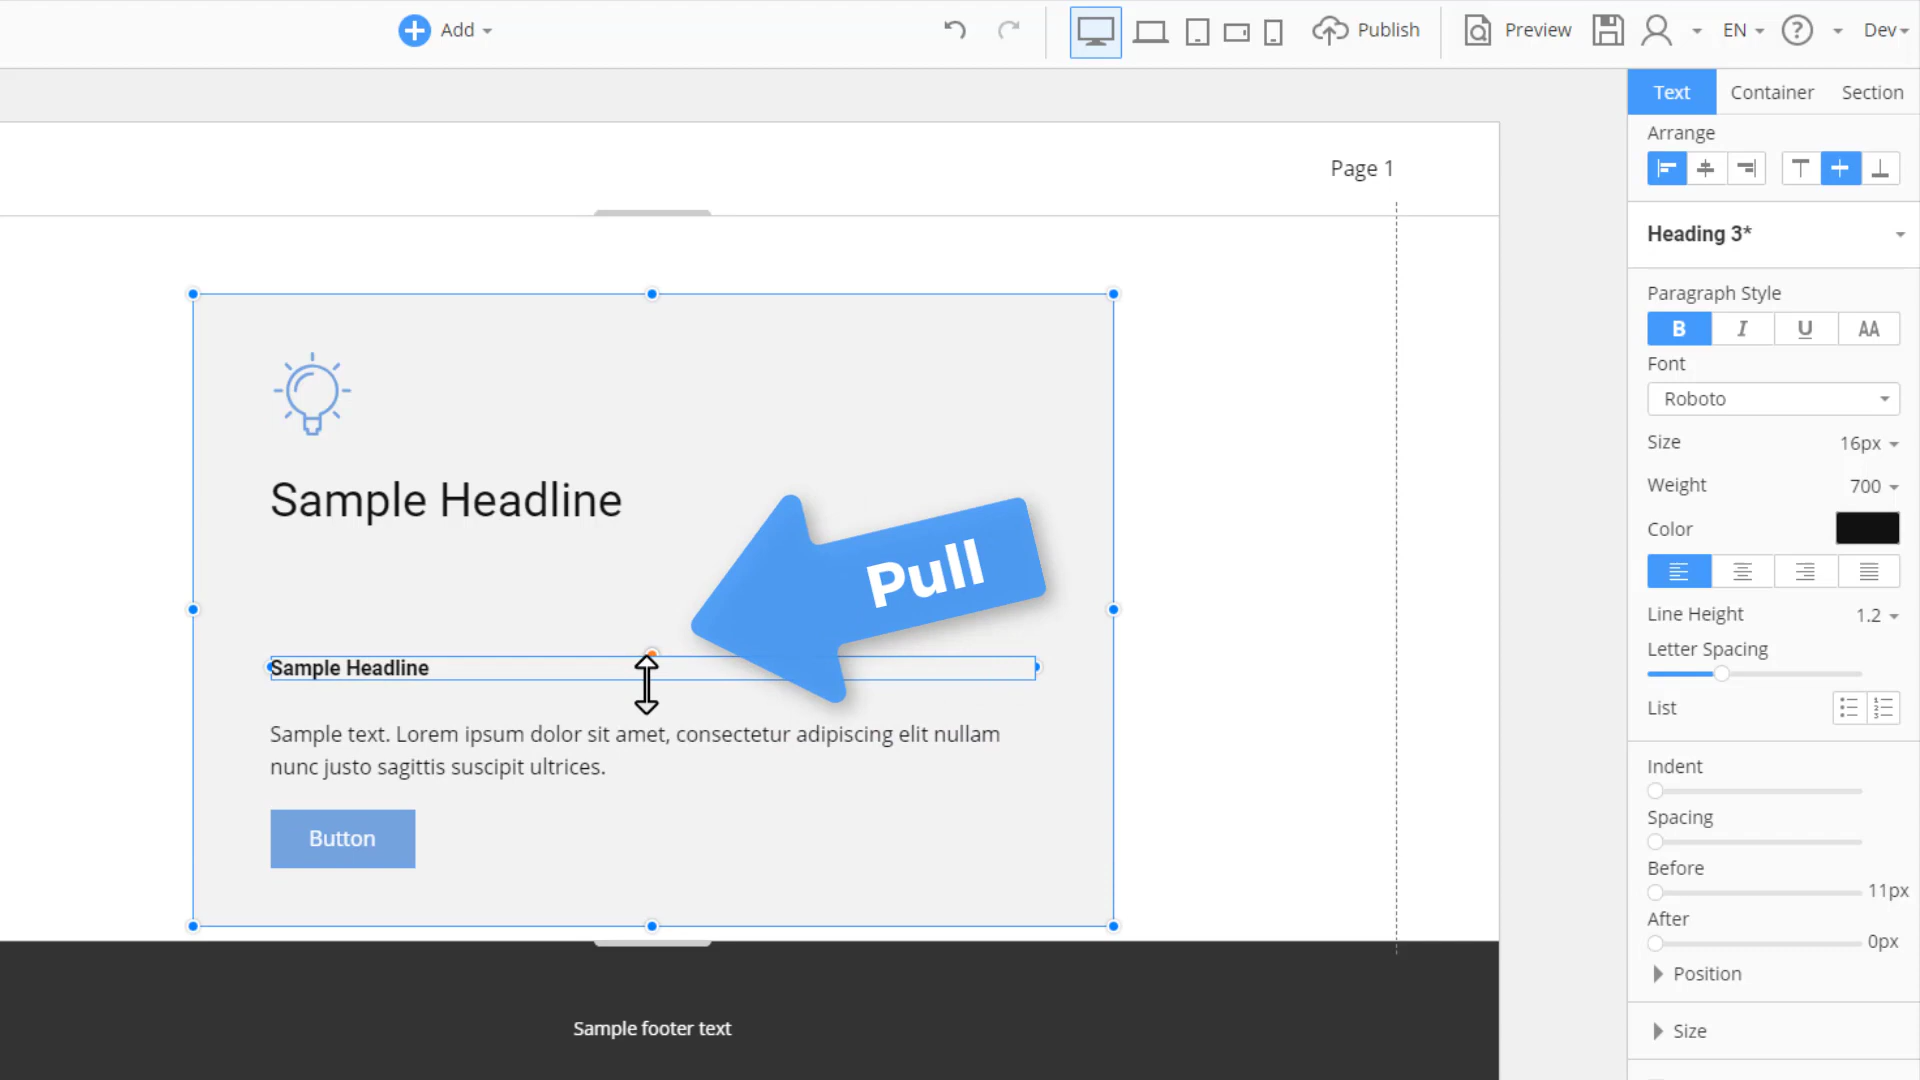 Add
Publish
Preview
EN
?
Dev
Text Container Section
Arrange
Page 1
Heading 3*
Paragraph Style
B I U AA
Font
Roboto
Size 16px
Weight 700
Color
Line Height 1.2
Letter Spacing
List
Indent
Spacing
Before
11px
After
0px
Position
Size
Sample Headline
Pull
Sample Headline
Sample text. Lorem ipsum dolor sit amet, consectetur adipiscing elit nullam
nunc justo sagittis suscipit ultrices.
Button
Sample footer text